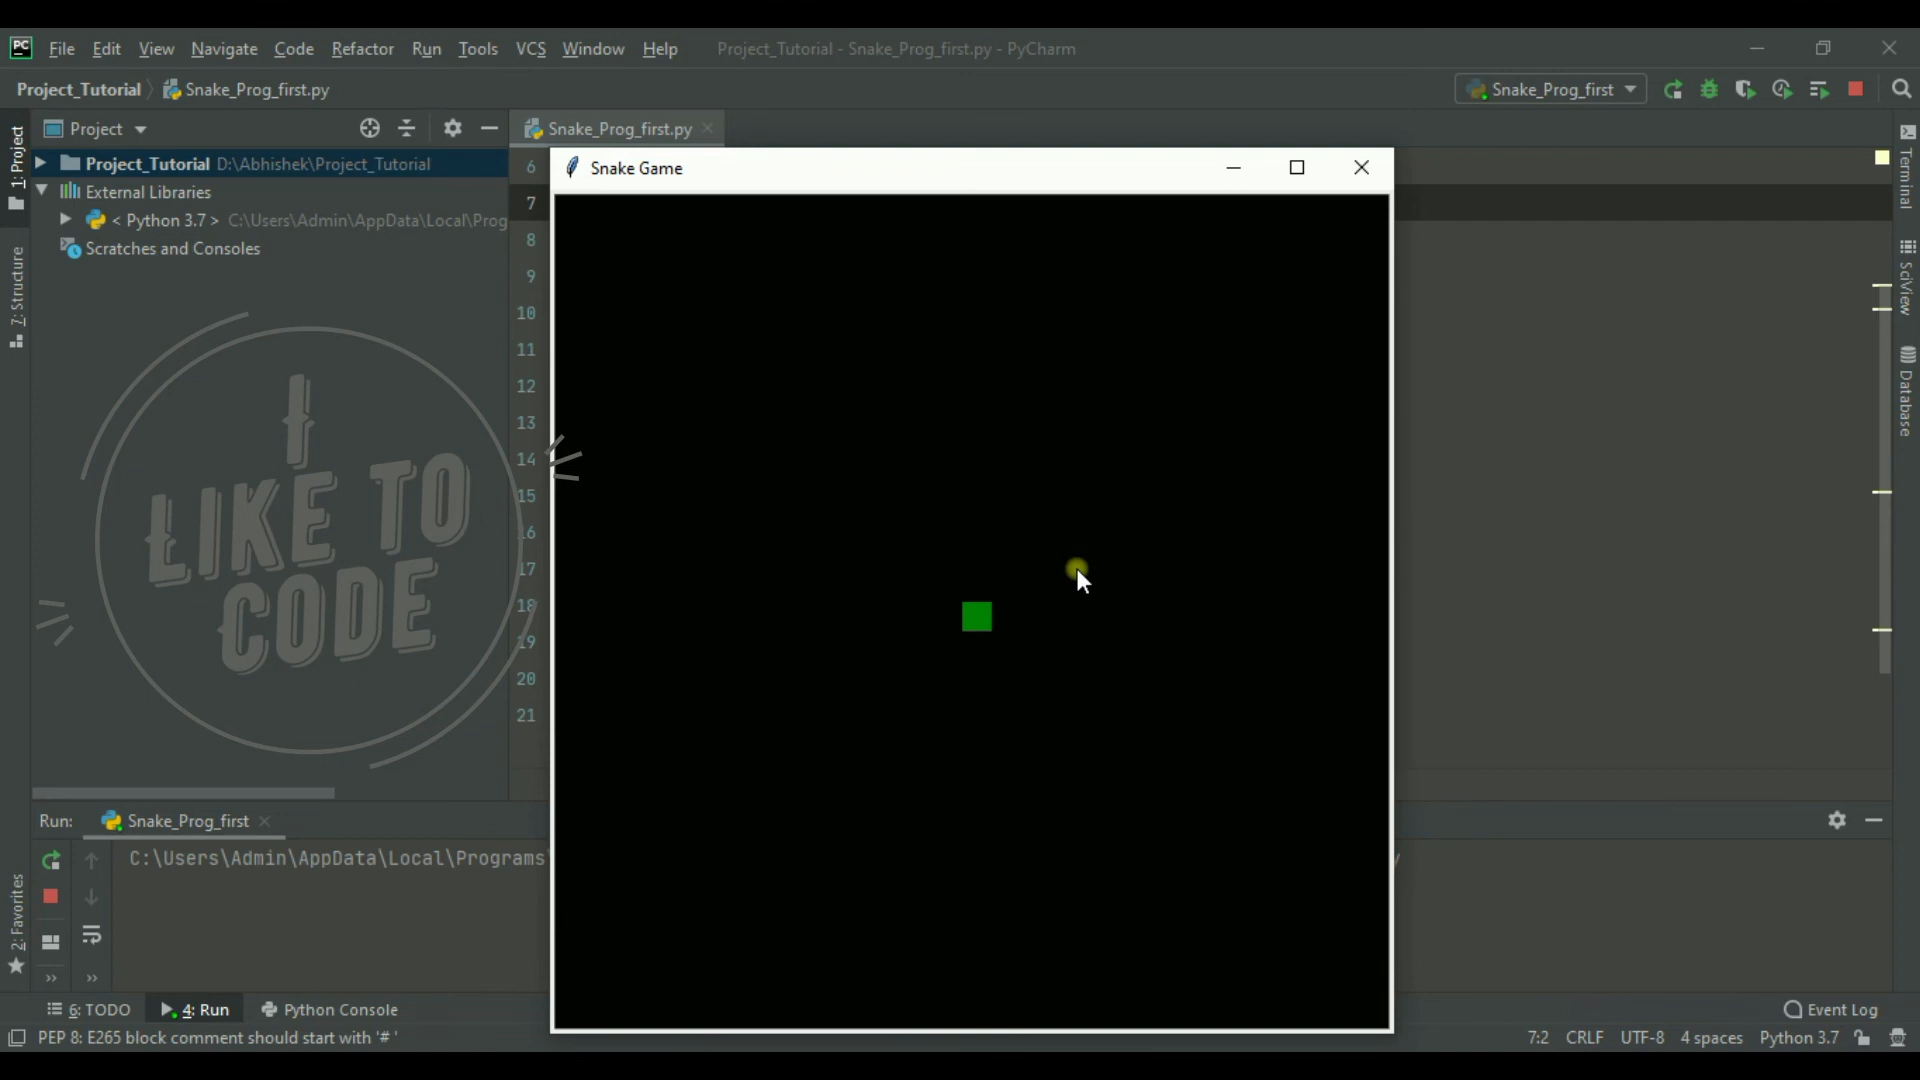 PC File Edit View Navigate Code Refactor Run Tools VCS Window Help Project_Tutorial - Snake_Prog_first.py - PyCharm
Project_Tutorial Snake_Prog_first.py Snake_Prog_first
Project Snake_Prog_first.py
1: Project
7: Structure
2: Favorites
Project_Tutorial D:\Abhishek\Project_Tutorial
External Libraries
< Python 3.7 > C:\Users\Admin\AppData\Local\Prog
Scratches and Consoles
I
LIKE TO
CODE
6
7
8
9
10
11
12
13
14
15
16
17
18
19
20
21
Snake Game
Terminal
SciView
Database
Run: Snake_Prog_first
C:\Users\Admin\AppData\Local\Programs\
6: TODO 4: Run Python Console Event Log
PEP 8: E265 block comment should start with '# ' 7:2 CRLF UTF-8 4 spaces Python 3.7